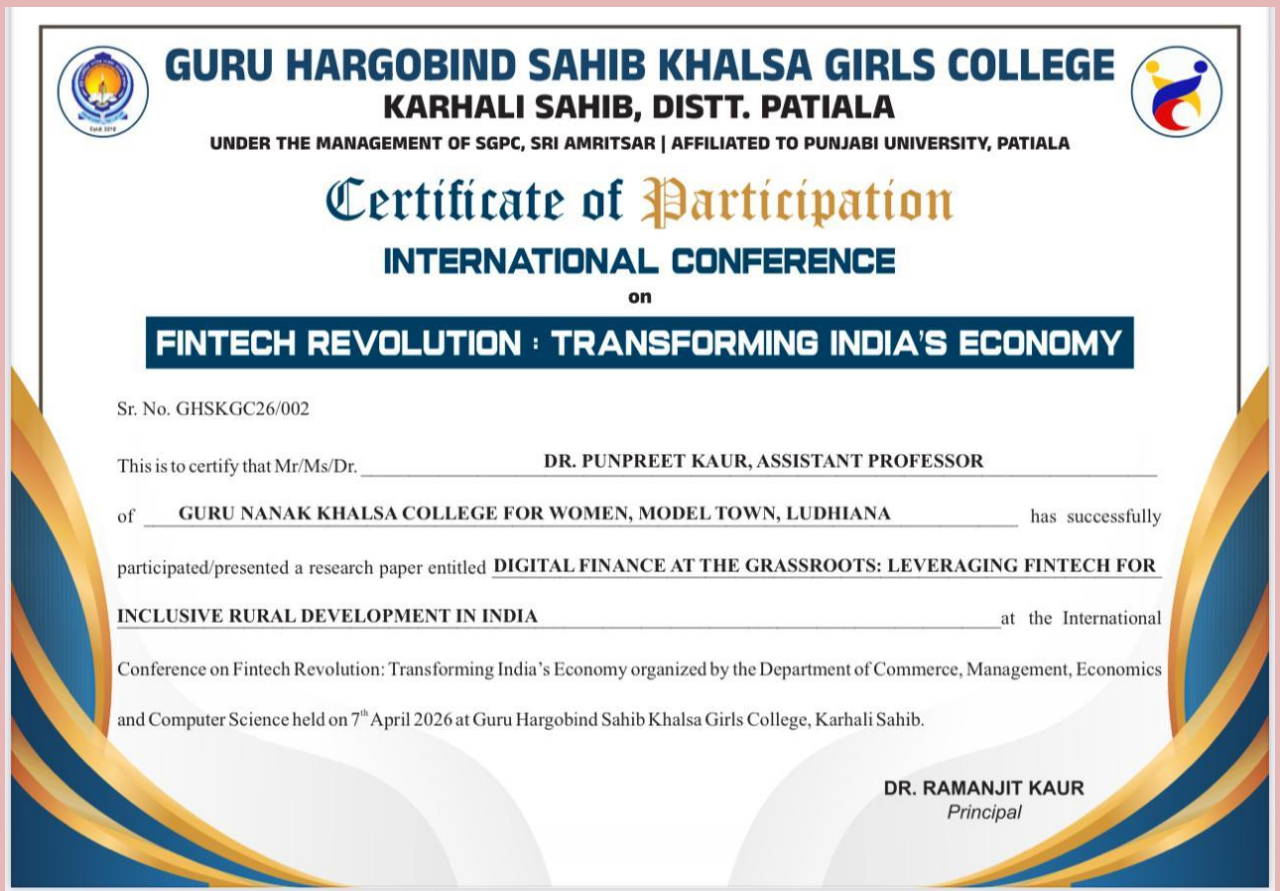 GURU HARGOBIND SAHIB KHALSA GIRLS COLLEGE
KARHALI SAHIB, DISTT. PATIALA
UNDER THE MANAGEMENT OF SGPC, SRI AMRITSAR | AFFILIATED TO PUNJABI UNIVERSITY, PATIALA
Certificate of Participation
INTERNATIONAL CONFERENCE
on
FINTECH REVOLUTION : TRANSFORMING INDIA'S ECONOMY
Sr. No. GHSKGC26/002
This is to certify that Mr/Ms/Dr. DR. PUNPREET KAUR, ASSISTANT PROFESSOR
of GURU NANAK KHALSA COLLEGE FOR WOMEN, MODEL TOWN, LUDHIANA has successfully
participated/presented a research paper entitled DIGITAL FINANCE AT THE GRASSROOTS: LEVERAGING FINTECH FOR
INCLUSIVE RURAL DEVELOPMENT IN INDIA at the International
Conference on Fintech Revolution: Transforming India's Economy organized by the Department of Commerce, Management, Economics
and Computer Science held on 7th April 2026 at Guru Hargobind Sahib Khalsa Girls College, Karhali Sahib.
DR. RAMANJIT KAUR
Principal